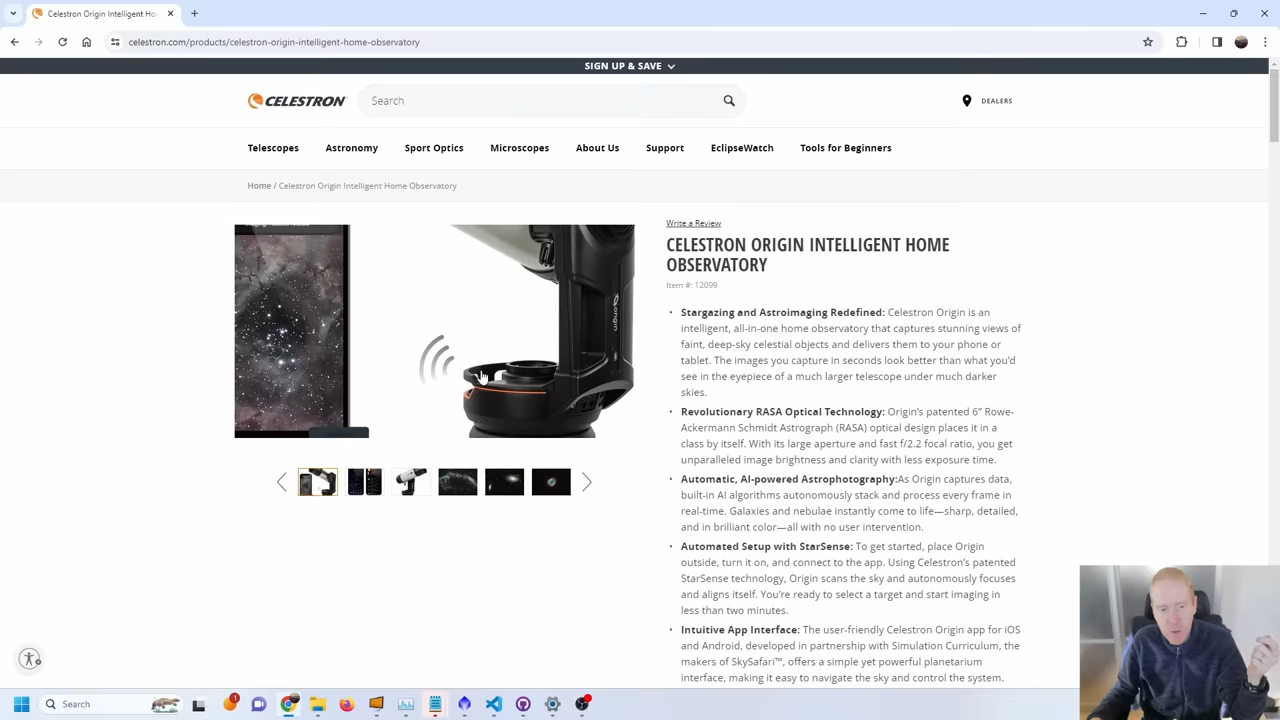 Celestron Origin Intelligent Ho
celestron.com/products/celestron-origin-intelligent-home-observatory
SIGN UP & SAVE
CELESTRON
Search
DEALERS
Telescopes
Astronomy
Sport Optics
Microscopes
About Us
Support
EclipseWatch
Tools for Beginners
Home / Celestron Origin Intelligent Home Observatory
origin
Write a Review
CELESTRON ORIGIN INTELLIGENT HOME
OBSERVATORY
Item #: 12099
• Stargazing and Astroimaging Redefined: Celestron Origin is an
intelligent, all-in-one home observatory that captures stunning views of
faint, deep-sky celestial objects and delivers them to your phone or
tablet. The images you capture in seconds look better than what you'd
see in the eyepiece of a much larger telescope under much darker
skies.
• Revolutionary RASA Optical Technology: Origin's patented 6" Rowe-
Ackermann Schmidt Astrograph (RASA) optical design places it in a
class by itself. With its large aperture and fast f/2.2 focal ratio, you get
unparalleled image brightness and clarity with less exposure time.
• Automatic, AI-powered Astrophotography:As Origin captures data,
built-in AI algorithms autonomously stack and process every frame in
real-time. Galaxies and nebulae instantly come to life—sharp, detailed,
and in brilliant color—all with no user intervention.
• Automated Setup with StarSense: To get started, place Origin
outside, turn it on, and connect to the app. Using Celestron's patented
StarSense technology, Origin scans the sky and autonomously focuses
and aligns itself. You're ready to select a target and start imaging in
less than two minutes.
• Intuitive App Interface: The user-friendly Celestron Origin app for iOS
and Android, developed in partnership with Simulation Curriculum, the
makers of SkySafari™, offers a simple yet powerful planetarium
interface, making it easy to navigate the sky and control the system.
Search
1